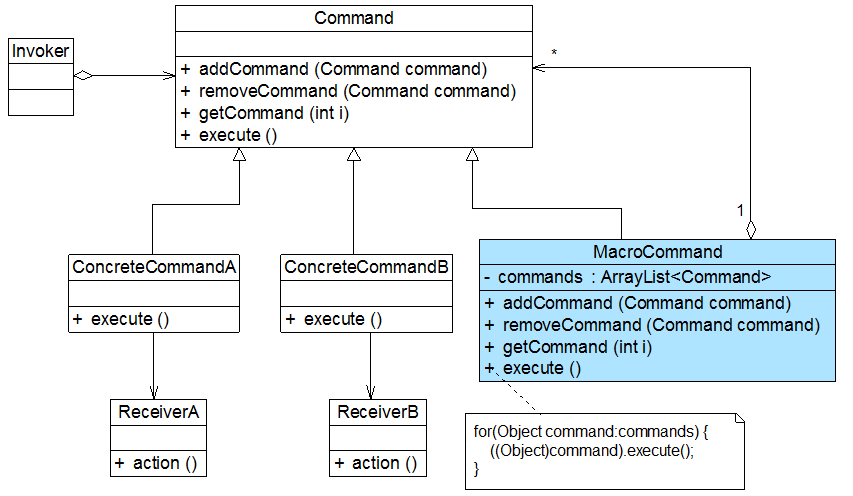 Command
Invoker
+ addCommand (Command command)
+ removeCommand (Command command)
+ getCommand (int i)
+ execute ()
*
1
ConcreteCommandA
+ execute ()
ConcreteCommandB
+ execute ()
MacroCommand
- commands : ArrayList<Command>
+ addCommand (Command command)
+ removeCommand (Command command)
+ getCommand (int i)
+ execute ()
ReceiverA
+ action ()
ReceiverB
+ action ()
for(Object command:commands) {
((Object)command).execute();
}